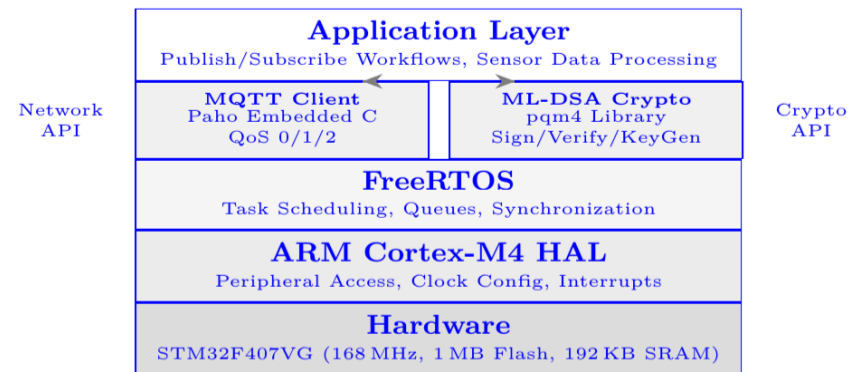 Application Layer
Publish/Subscribe Workflows, Sensor Data Processing
Network
API
MQTT Client
Paho Embedded C
QoS 0/1/2
ML-DSA Crypto
pqm4 Library
Sign/Verify/KeyGen
Crypto
API
FreeRTOS
Task Scheduling, Queues, Synchronization
ARM Cortex-M4 HAL
Peripheral Access, Clock Config, Interrupts
Hardware
STM32F407VG (168 MHz, 1 MB Flash, 192 KB SRAM)